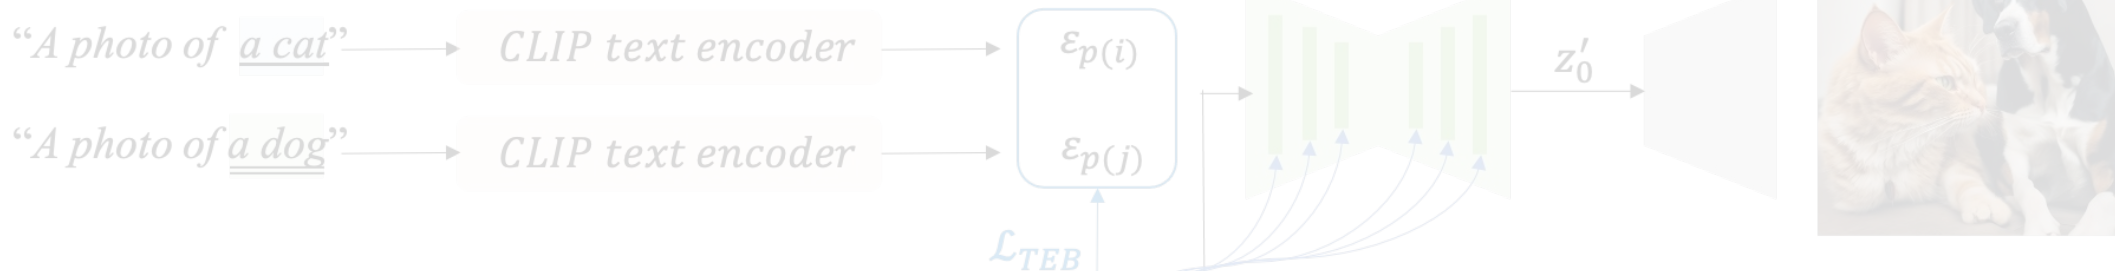 “A photo of a cat”
CLIP text encoder
ε_p(i)
z′_0
“A photo of a dog”
CLIP text encoder
ε_p(j)
ℒ_TEB